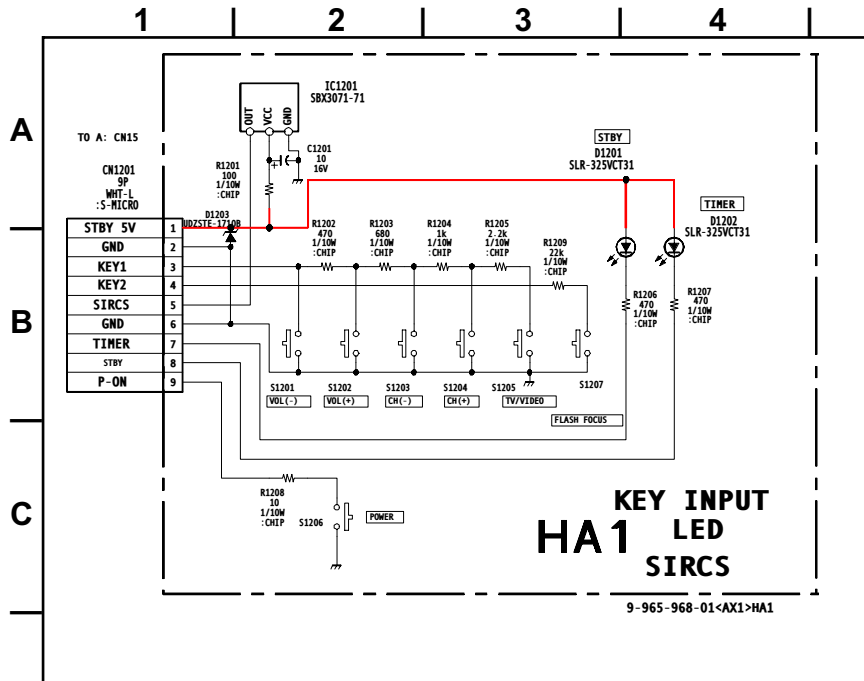 1 2 3 4
A
B
C
TO A: CN15
CN1201
9P
WHT-L
:S-MICRO
STBY 5V 1
GND 2
KEY1 3
KEY2 4
SIRCS 5
GND 6
TIMER 7
STBY 8
P-ON 9
IC1201
SBX3071-71
OUT
VCC
GND
C1201
10
16V
+
R1201
100
1/10W
:CHIP
D1203
UDZSTE-1710B
R1202
470
1/10W
:CHIP
R1203
680
1/10W
:CHIP
R1204
1k
1/10W
:CHIP
R1205
2-2k
1/10W
:CHIP
R1209
22k
1/10W
:CHIP
STBY
D1201
SLR-325VCT31
TIMER
D1202
SLR-325VCT31
R1206
470
1/10W
:CHIP
R1207
470
1/10W
:CHIP
S1201
VOL(-)
S1202
VOL(+)
S1203
CH(-)
S1204
CH(+)
S1205
TV/VIDEO
S1207
FLASH FOCUS
R1208
10
1/10W
:CHIP
S1206
POWER
HA1
KEY INPUT
LED
SIRCS
9-965-968-01<AX1>HA1